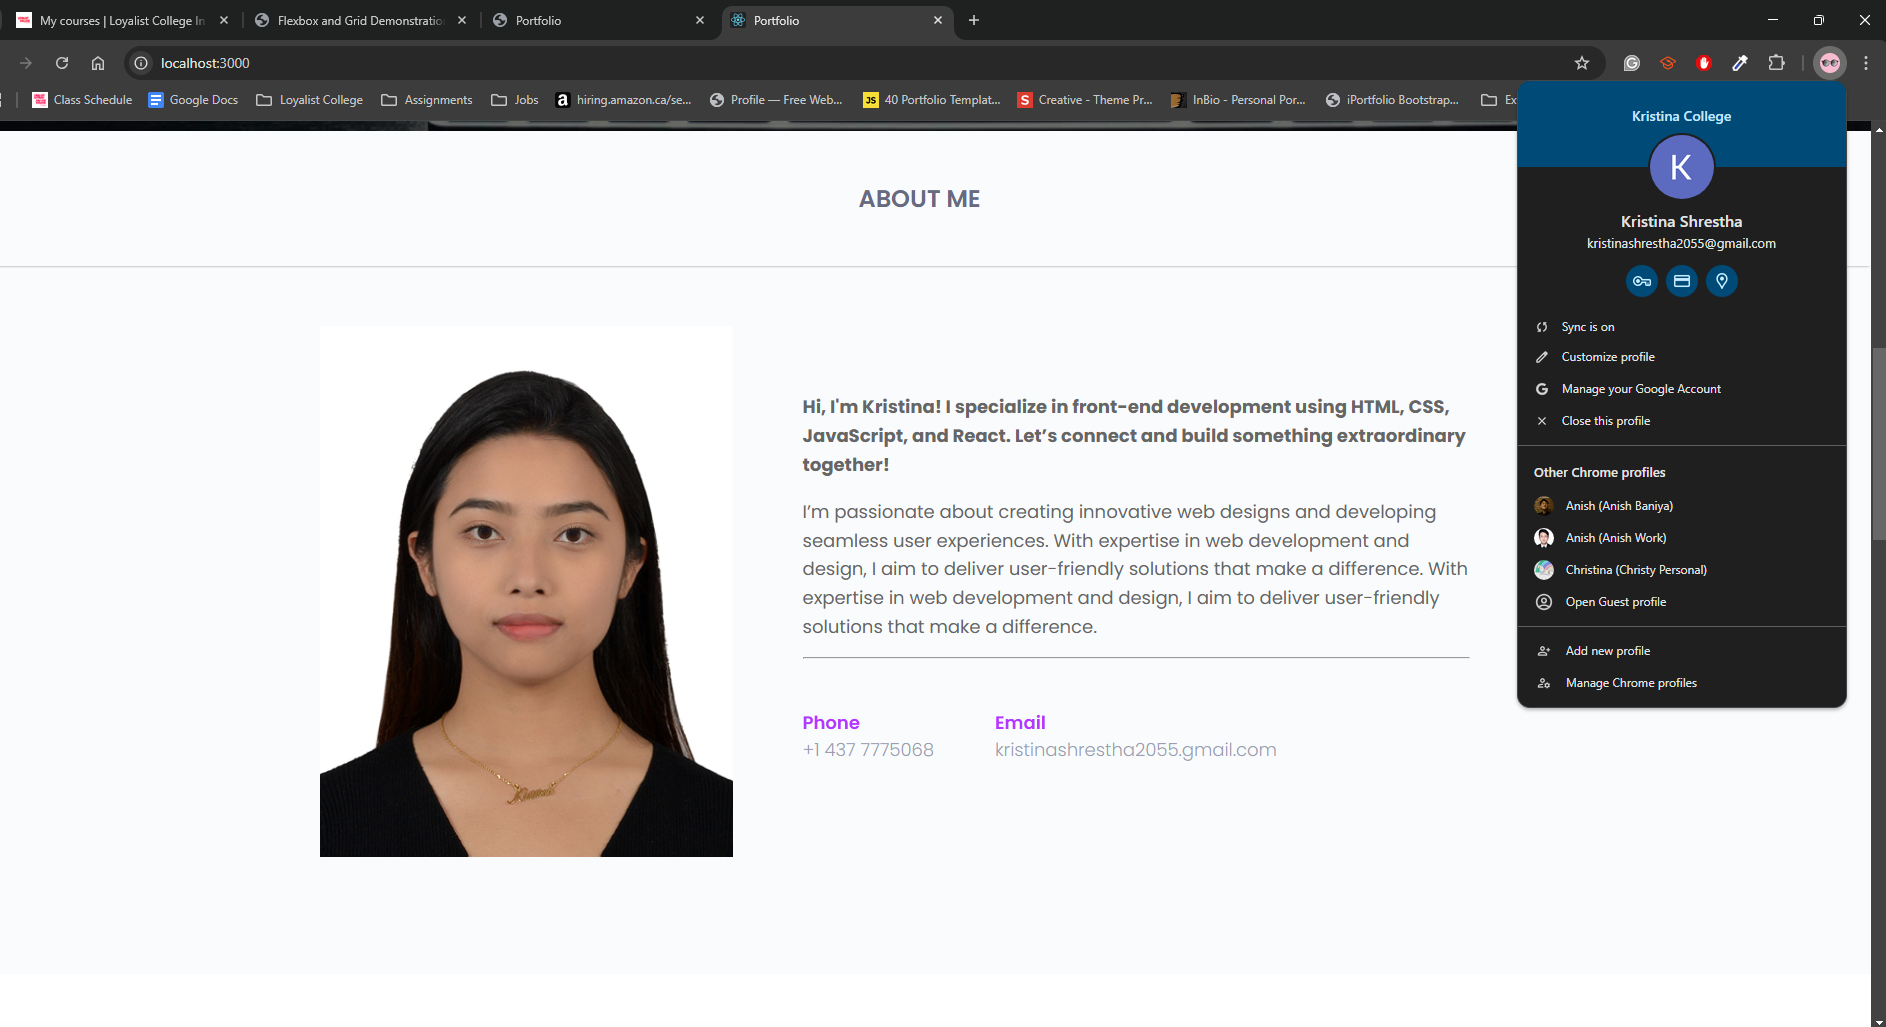 My courses | Loyalist College In
Flexbox and Grid Demonstratio
Portfolio
Portfolio
localhost:3000
Class Schedule
Google Docs
Loyalist College
Assignments
Jobs
a
hiring.amazon.ca/se...
Profile — Free Web...
JS
40 Portfolio Templat...
S
Creative - Theme Pr...
InBio - Personal Por...
iPortfolio Bootstrap...
Ex
ABOUT ME
Hi, I'm Kristina! I specialize in front-end development using HTML, CSS,
JavaScript, and React. Let’s connect and build something extraordinary
together!
I’m passionate about creating innovative web designs and developing
seamless user experiences. With expertise in web development and
design, I aim to deliver user-friendly solutions that make a difference. With
expertise in web development and design, I aim to deliver user-friendly
solutions that make a difference.
Phone
+1 437 7775068
Email
kristinashrestha2055.gmail.com
Kristina College
K
Kristina Shrestha
kristinashrestha2055@gmail.com
Sync is on
Customize profile
G
Manage your Google Account
Close this profile
Other Chrome profiles
Anish (Anish Baniya)
Anish (Anish Work)
Christina (Christy Personal)
Open Guest profile
Add new profile
Manage Chrome profiles